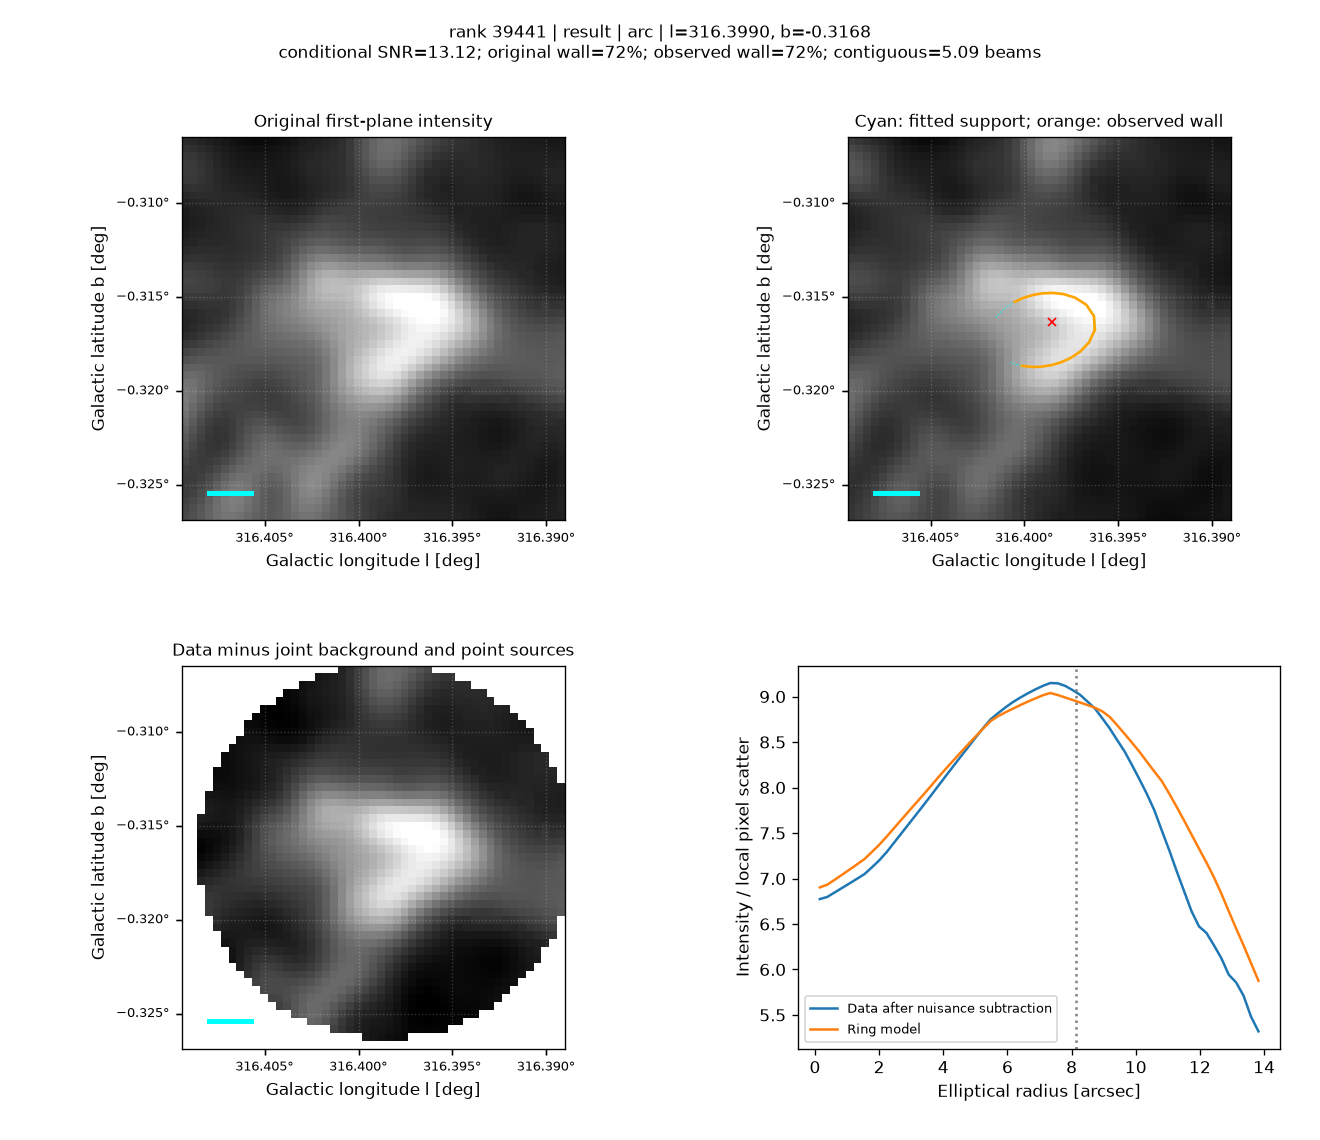 rank 39441 | result | arc | l=316.3990, b=-0.3168
conditional SNR=13.12; original wall=72%; observed wall=72%; contiguous=5.09 beams
Original first-plane intensity
−0.310°
−0.315°
−0.320°
−0.325°
Galactic latitude b [deg]
316.405°
316.400°
316.395°
316.390°
Galactic longitude l [deg]
Cyan: fitted support; orange: observed wall
−0.310°
−0.315°
−0.320°
−0.325°
Galactic latitude b [deg]
316.405°
316.400°
316.395°
316.390°
Galactic longitude l [deg]
Data minus joint background and point sources
−0.310°
−0.315°
−0.320°
−0.325°
Galactic latitude b [deg]
316.405°
316.400°
316.395°
316.390°
Galactic longitude l [deg]
9.0
8.5
8.0
7.5
7.0
6.5
6.0
5.5
Intensity / local pixel scatter
Data after nuisance subtraction
Ring model
0
2
4
6
8
10
12
14
Elliptical radius [arcsec]